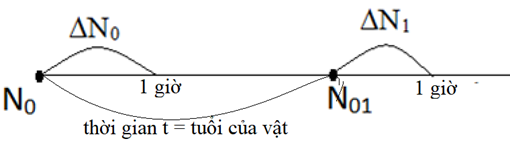 ΔN₀ ΔN₁
1 giờ 1 giờ
N₀ N₀₁
thời gian t = tuổi của vật